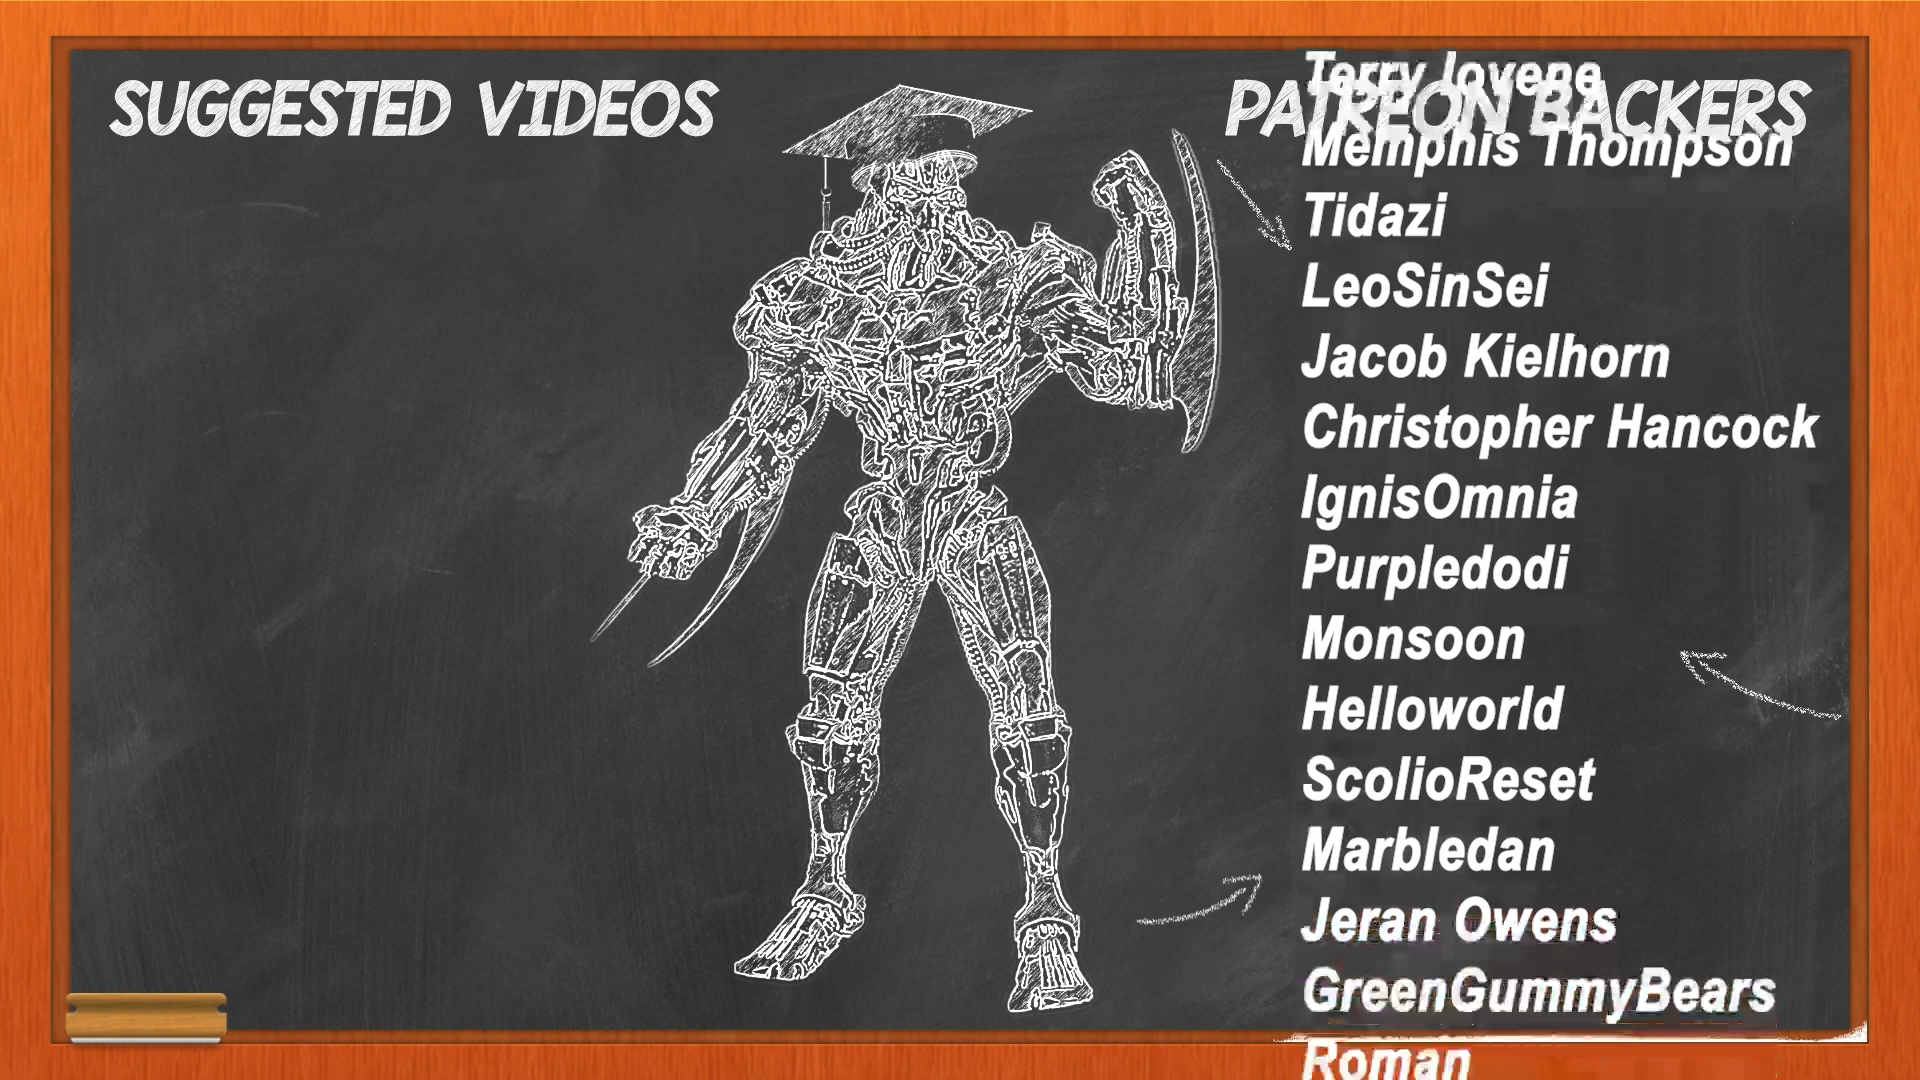 SUGGESTED VIDEOS
PATREON BACKERS
Terry Iovene
Memphis Thompson
Tidazi
LeoSinSei
Jacob Kielhorn
Christopher Hancock
IgnisOmnia
Purpledodi
Monsoon
Helloworld
ScolioReset
Marbledan
Jeran Owens
GreenGummyBears
Roman